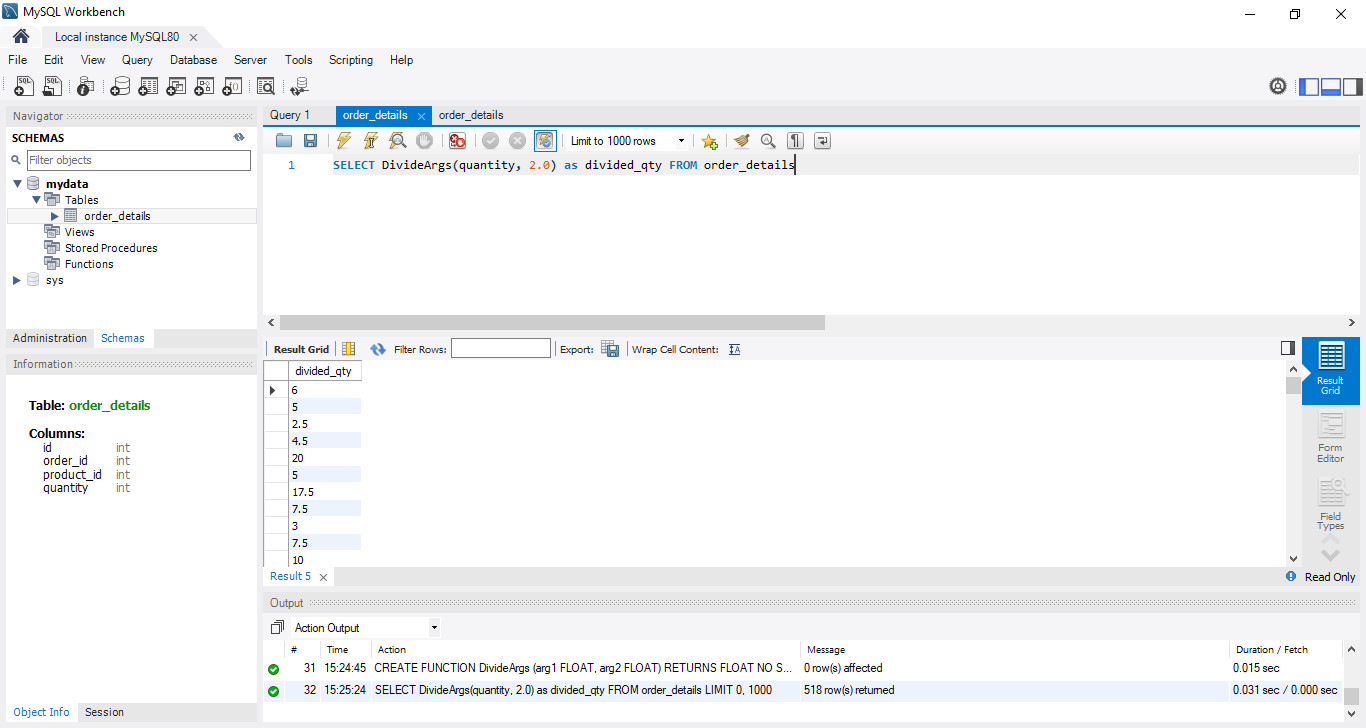 MySQL Workbench
Local instance MySQL80
File Edit View Query Database Server Tools Scripting Help
Navigator
SCHEMAS
Filter objects
mydata
Tables
order_details
Views
Stored Procedures
Functions
sys
Administration Schemas
Information
Table: order_details
Columns:
id int
order_id int
product_id int
quantity int
Object Info Session
Query 1 order_details order_details
Limit to 1000 rows
1 SELECT DivideArgs(quantity, 2.0) as divided_qty FROM order_details
Result Grid Filter Rows: Export: Wrap Cell Content:
divided_qty
6
5
2.5
4.5
20
5
17.5
7.5
3
7.5
10
Result Grid
Form Editor
Field Types
Result 5 Read Only
Output
Action Output
# Time Action Message Duration / Fetch
31 15:24:45 CREATE FUNCTION DivideArgs (arg1 FLOAT, arg2 FLOAT) RETURNS FLOAT NO S... 0 row(s) affected 0.015 sec
32 15:25:24 SELECT DivideArgs(quantity, 2.0) as divided_qty FROM order_details LIMIT 0, 1000 518 row(s) returned 0.031 sec / 0.000 sec